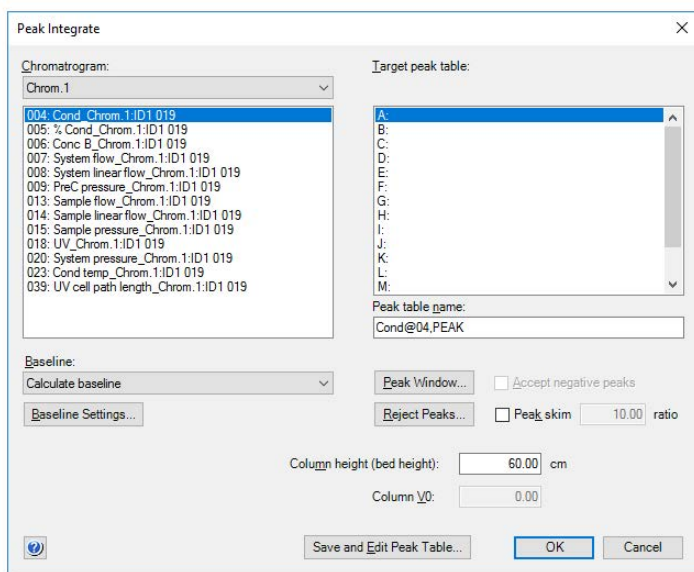 Peak Integrate
Chromatrogram:
Chrom.1
004: Cond_Chrom.1:ID1 019
005: % Cond_Chrom.1:ID1 019
006: Conc B_Chrom.1:ID1 019
007: System flow_Chrom.1:ID1 019
008: System linear flow_Chrom.1:ID1 019
009: PreC pressure_Chrom.1:ID1 019
013: Sample flow_Chrom.1:ID1 019
014: Sample linear flow_Chrom.1:ID1 019
015: Sample pressure_Chrom.1:ID1 019
018: UV_Chrom.1:ID1 019
020: System pressure_Chrom.1:ID1 019
023: Cond temp_Chrom.1:ID1 019
039: UV cell path length_Chrom.1:ID1 019
Target peak table:
A:
B:
C:
D:
E:
F:
G:
H:
I:
J:
K:
L:
M:
Peak table name:
Cond@04,PEAK
Baseline:
Calculate baseline
Baseline Settings...
Peak Window...
Accept negative peaks
Reject Peaks...
Peak skim 10.00 ratio
Column height (bed height): 60.00 cm
Column V0: 0.00
Save and Edit Peak Table...
OK
Cancel